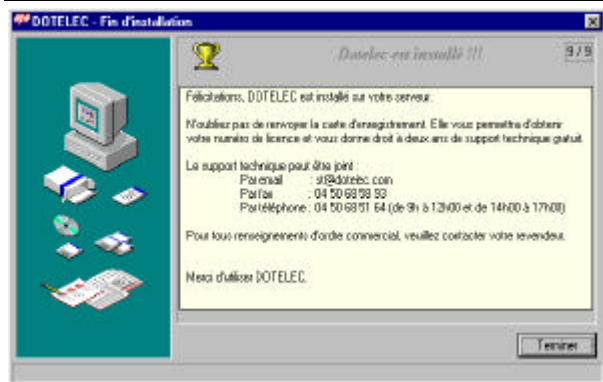 DOTELEC - Fin d'installation
Dotelec est installé !!!
9 / 9
Félicitations, DOTELEC est installé sur votre serveur.
N'oubliez pas de renvoyer la carte d'enregistrement. Elle vous permettra d'obtenir
votre numéro de licence et vous donne droit à deux ans de support technique gratuit.
Le support technique peut être joint :
Par email : st@dotelec.com
Par fax : 04 50 68 58 93
Par téléphone : 04 50 68 51 64 (de 9h à 12h00 et de 14h00 à 17h00)
Pour tous renseignements d'ordre commercial, veuillez contacter votre revendeur.
Merci d'utiliser DOTELEC.
Terminer